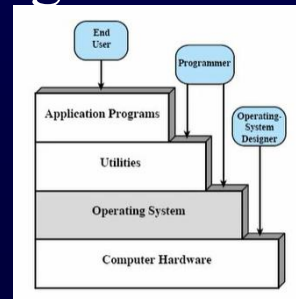 End
User
Programmer
Operating-
System
Designer
Application Programs
Utilities
Operating System
Computer Hardware